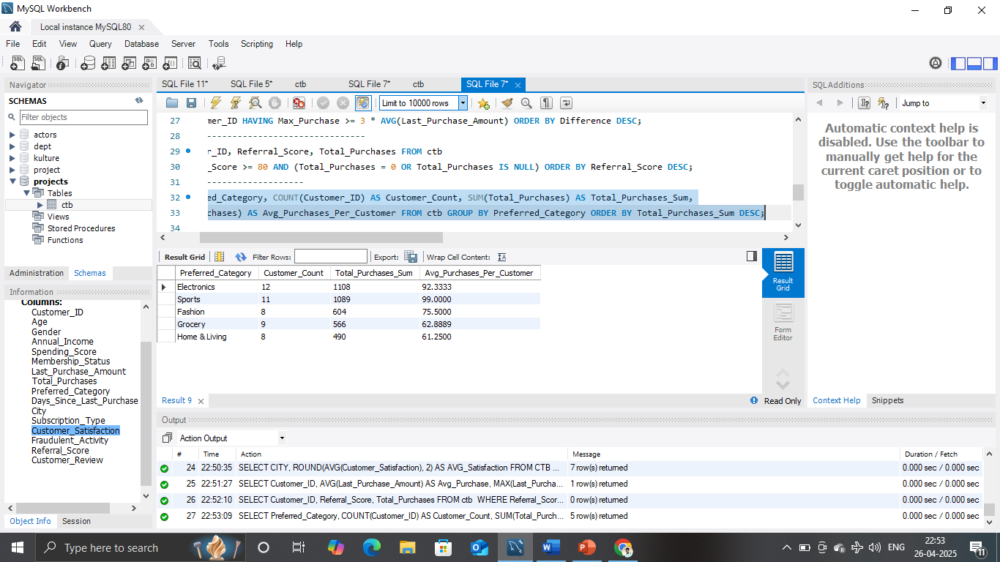 MySQL Workbench
Local instance MySQL80
File Edit View Query Database Server Tools Scripting Help
Navigator
SCHEMAS
Filter objects
actors
dept
kulture
project
projects
Tables
ctb
Views
Stored Procedures
Functions
Administration Schemas
Information
Columns:
Customer_ID
Age
Gender
Annual_Income
Spending_Score
Membership_Status
Last_Purchase_Amount
Total_Purchases
Preferred_Category
Days_Since_Last_Purchase
City
Subscription_Type
Customer_Satisfaction
Fraudulent_Activity
Referral_Score
Customer_Review
Object Info Session
SQL File 11* SQL File 5* ctb SQL File 7* ctb SQL File 7*
Limit to 10000 rows
27 mer_ID HAVING Max_Purchase >= 3 * AVG(Last_Purchase_Amount) ORDER BY Difference DESC;
28 -------------------------------
29 r_ID, Referral_Score, Total_Purchases FROM ctb
30 _Score >= 80 AND (Total_Purchases = 0 OR Total_Purchases IS NULL) ORDER BY Referral_Score DESC;
31 -------------------
32 ed_Category, COUNT(Customer_ID) AS Customer_Count, SUM(Total_Purchases) AS Total_Purchases_Sum,
33 chases) AS Avg_Purchases_Per_Customer FROM ctb GROUP BY Preferred_Category ORDER BY Total_Purchases_Sum DESC;
34
Result Grid Filter Rows: Export: Wrap Cell Content:
Preferred_Category Customer_Count Total_Purchases_Sum Avg_Purchases_Per_Customer
Electronics 12 1108 92.3333
Sports 11 1089 99.0000
Fashion 8 604 75.5000
Grocery 9 566 62.8889
Home & Living 8 490 61.2500
Result
Grid
Form
Editor
Result 9 Read Only
Output
Action Output
# Time Action Message Duration / Fetch
24 22:50:35 SELECT CITY, ROUND(AVG(Customer_Satisfaction), 2) AS AVG_Satisfaction FROM CTB ... 7 row(s) returned 0.000 sec / 0.000 sec
25 22:51:27 SELECT Customer_ID, AVG(Last_Purchase_Amount) AS Avg_Purchase, MAX(Last_Purcha... 1 row(s) returned 0.000 sec / 0.000 sec
26 22:52:10 SELECT Customer_ID, Referral_Score, Total_Purchases FROM ctb WHERE Referral_Scor... 0 row(s) returned 0.000 sec / 0.000 sec
27 22:53:09 SELECT Preferred_Category, COUNT(Customer_ID) AS Customer_Count, SUM(Total_Purch... 5 row(s) returned 0.000 sec / 0.000 sec
SQLAdditions
Jump to
Automatic context help is
disabled. Use the toolbar to
manually get help for the
current caret position or to
toggle automatic help.
Context Help Snippets
Type here to search
ENG
22:53
26-04-2025
11